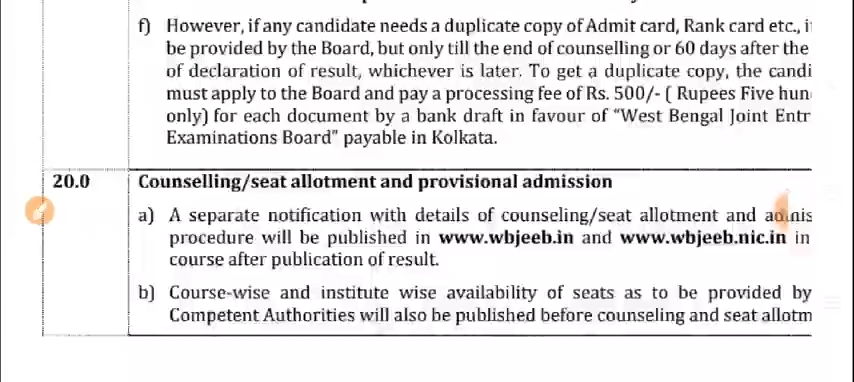 f) However, if any candidate needs a duplicate copy of Admit card, Rank card etc.,
be provided by the Board, but only till the end of counselling or 60 days after the
of declaration of result, whichever is later. To get a duplicate copy, the candi
must apply to the Board and pay a processing fee of Rs. 500/- ( Rupees Five hun
only) for each document by a bank draft in favour of "West Bengal Joint Entr
Examinations Board" payable in Kolkata.
20.0 Counselling/seat allotment and provisional admission
a) A separate notification with details of counseling/seat allotment and
procedure will be published in www.wbjeeb.in and www.wbjeeb.nic.in in
course after publication of result.
b) Course-wise and institute wise availability of seats as to be provided by
Competent Authorities will also be published before counseling and seat allotm